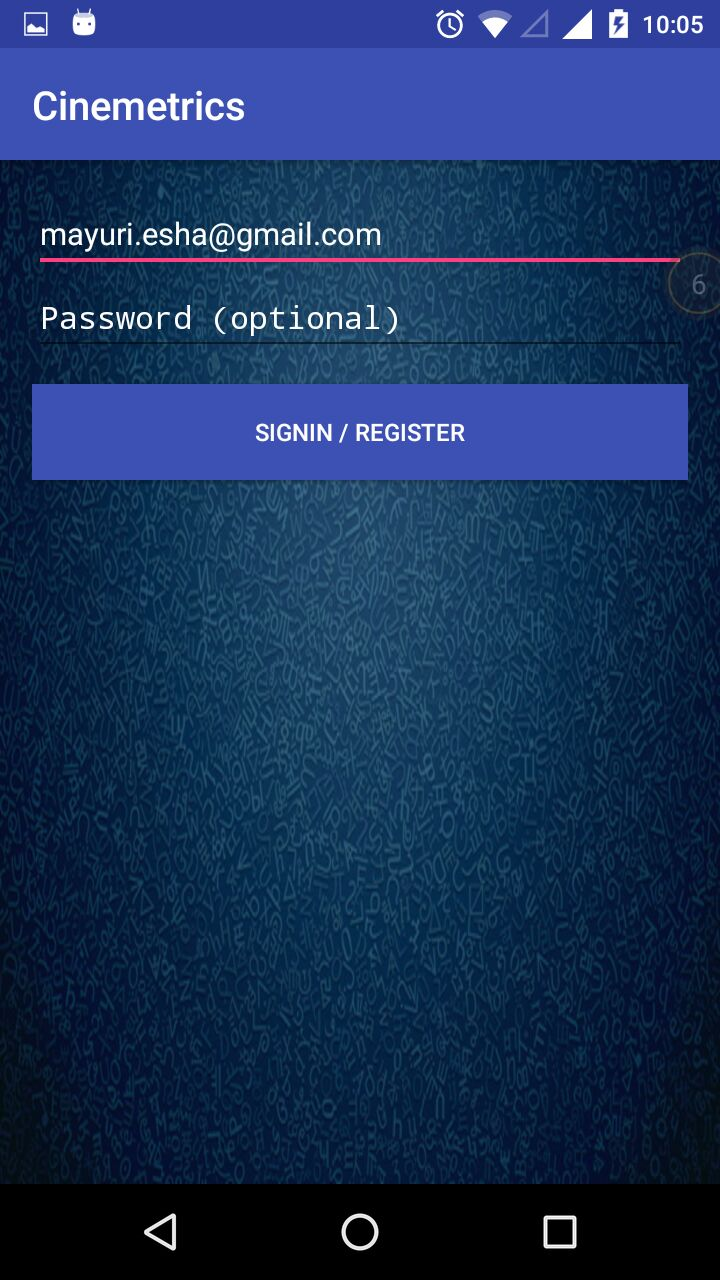 10:05
Cinemetrics
mayuri.esha@gmail.com
6
Password (optional)
SIGNIN / REGISTER